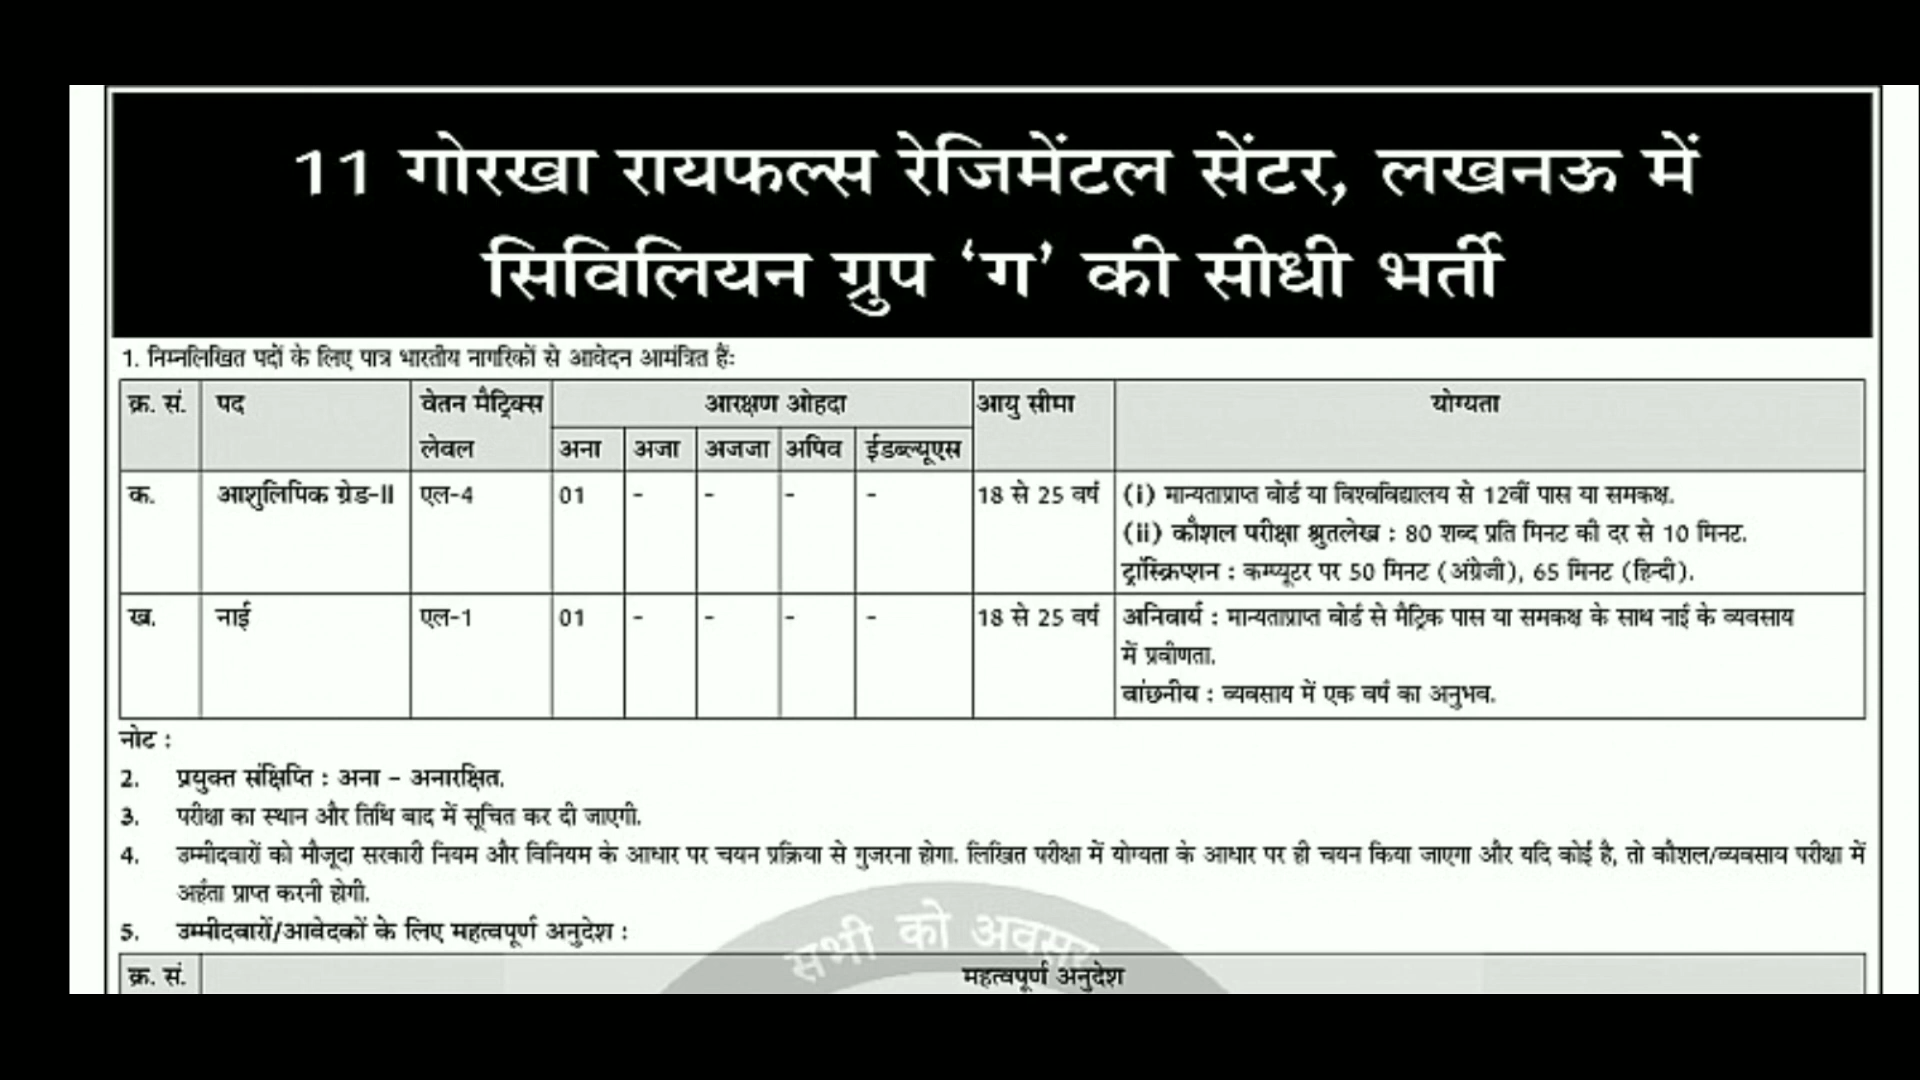 11 गोरखा रायफल्स रेजिमेंटल सेंटर, लखनऊ में
सिविलियन ग्रुप ‘ग’ की सीधी भर्ती
1. निम्नलिखित पदों के लिए पात्र भारतीय नागरिकों से आवेदन आमंत्रित हैंः
क्र. सं. पद वेतन मैट्रिक्स आरक्षण ओहदा आयु सीमा योग्यता
लेवल अना अजा अजजा अपिव ईडब्ल्यूएस
क. आशुलिपिक ग्रेड-II एल-4 01 - - - - 18 से 25 वर्ष (i) मान्यताप्राप्त बोर्ड या विश्वविद्यालय से 12वीं पास या समकक्ष.
(ii) कौशल परीक्षा श्रुतलेख : 80 शब्द प्रति मिनट की दर से 10 मिनट.
ट्रांस्क्रिप्शन : कम्प्यूटर पर 50 मिनट (अंग्रेजी), 65 मिनट (हिन्दी).
ख. नाई एल-1 01 - - - - 18 से 25 वर्ष अनिवार्य : मान्यताप्राप्त बोर्ड से मैट्रिक पास या समकक्ष के साथ नाई के व्यवसाय
में प्रवीणता.
वांछनीय : व्यवसाय में एक वर्ष का अनुभव.
नोट :
2. प्रयुक्त संक्षिप्ति : अना – अनारक्षित.
3. परीक्षा का स्थान और तिथि बाद में सूचित कर दी जाएगी.
4. उम्मीदवारों को मौजूदा सरकारी नियम और विनियम के आधार पर चयन प्रक्रिया से गुजरना होगा. लिखित परीक्षा में योग्यता के आधार पर ही चयन किया जाएगा और यदि कोई है, तो कौशल/व्यवसाय परीक्षा में
अर्हता प्राप्त करनी होगी.
5. उम्मीदवारों/आवेदकों के लिए महत्वपूर्ण अनुदेश :
सभी को अवसर
क्र. सं. महत्वपूर्ण अनुदेश